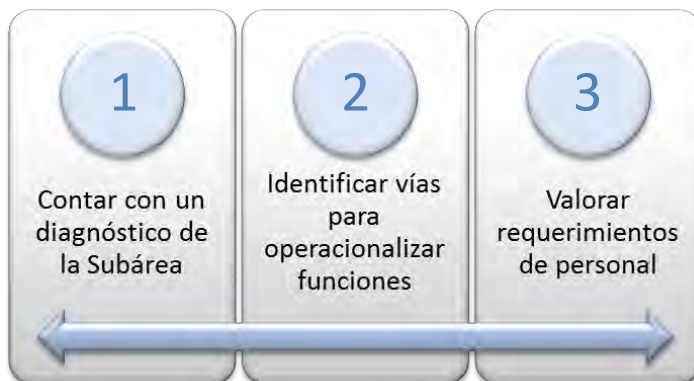 1
Contar con un
diagnóstico de
la Subárea
2
Identificar vías
para
operacionalizar
funciones
3
Valorar
requerimientos
de personal